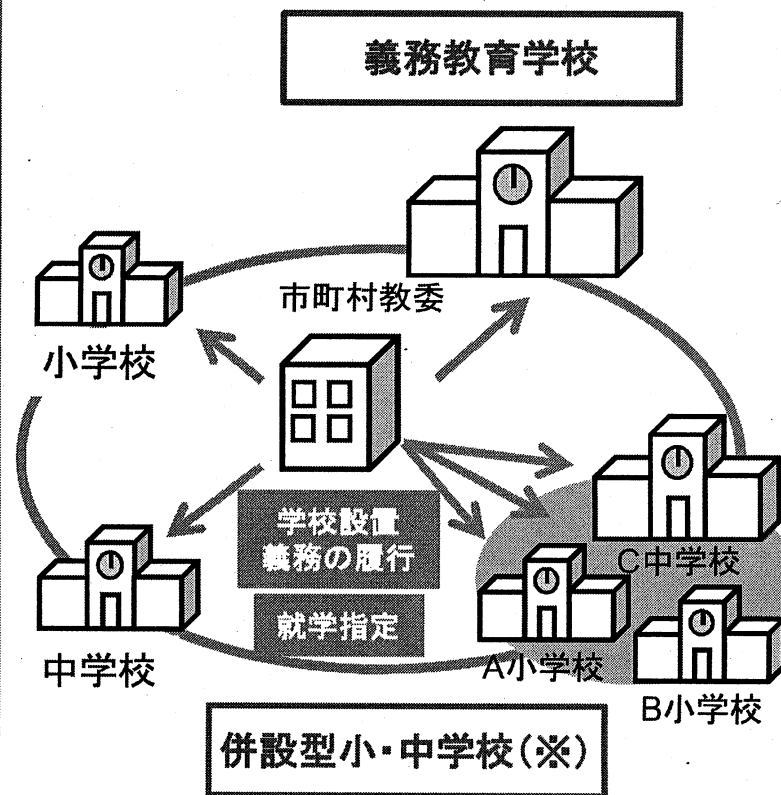 義務教育学校
市町村教委
小学校
学校設置
義務の履行
就学指定
中学校
C中学校
A小学校
B小学校
併設型小・中学校(※)